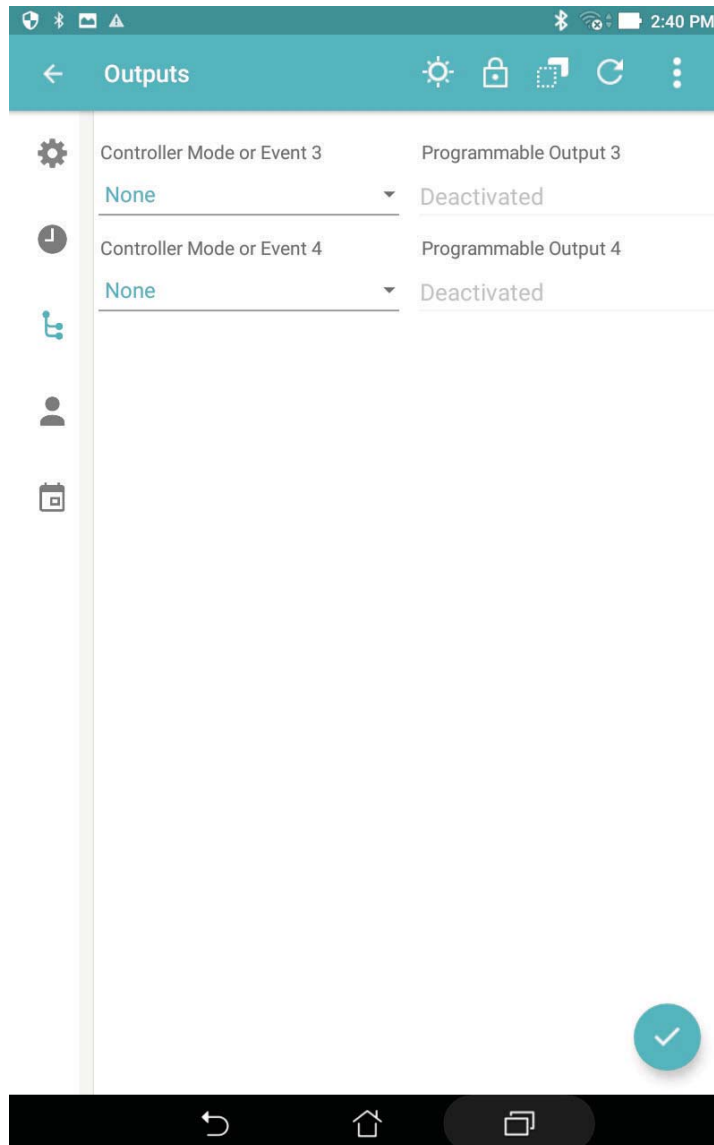 2:40 PM
Outputs
Controller Mode or Event 3 Programmable Output 3
None Deactivated
Controller Mode or Event 4 Programmable Output 4
None Deactivated